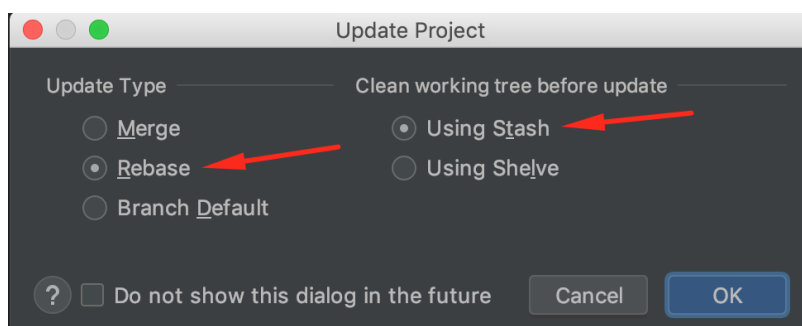 Update Project
Update Type
Merge
Rebase
Branch Default
Clean working tree before update
Using Stash
Using Shelve
?
Do not show this dialog in the future
Cancel
OK